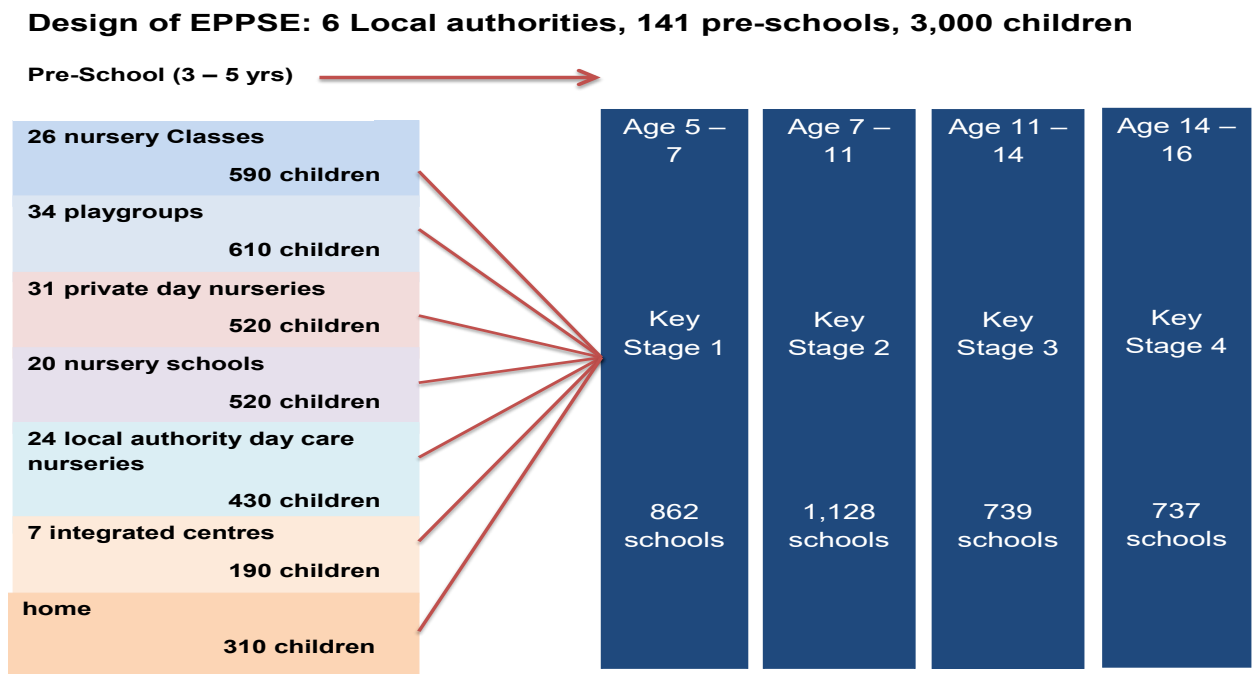 Design of EPPSE: 6 Local authorities, 141 pre-schools, 3,000 children
Pre-School (3 – 5 yrs)
26 nursery Classes
590 children
34 playgroups
610 children
31 private day nurseries
520 children
20 nursery schools
520 children
24 local authority day care
nurseries
430 children
7 integrated centres
190 children
home
310 children
Age 5 –
7
Key
Stage 1
862
schools
Age 7 –
11
Key
Stage 2
1,128
schools
Age 11 –
14
Key
Stage 3
739
schools
Age 14 –
16
Key
Stage 4
737
schools